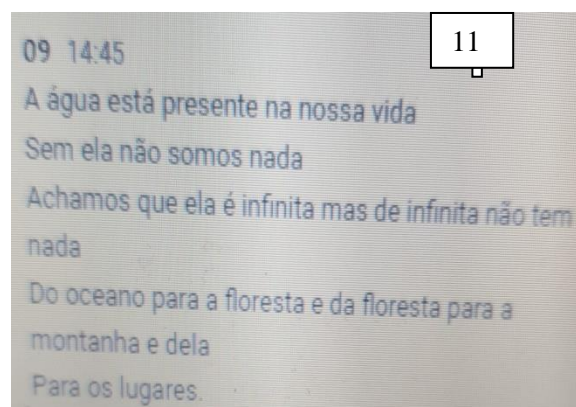 11
09 14:45
A água está presente na nossa vida
Sem ela não somos nada
Achamos que ela é infinita mas de infinita não tem
nada
Do oceano para a floresta e da floresta para a
montanha e dela
Para os lugares.